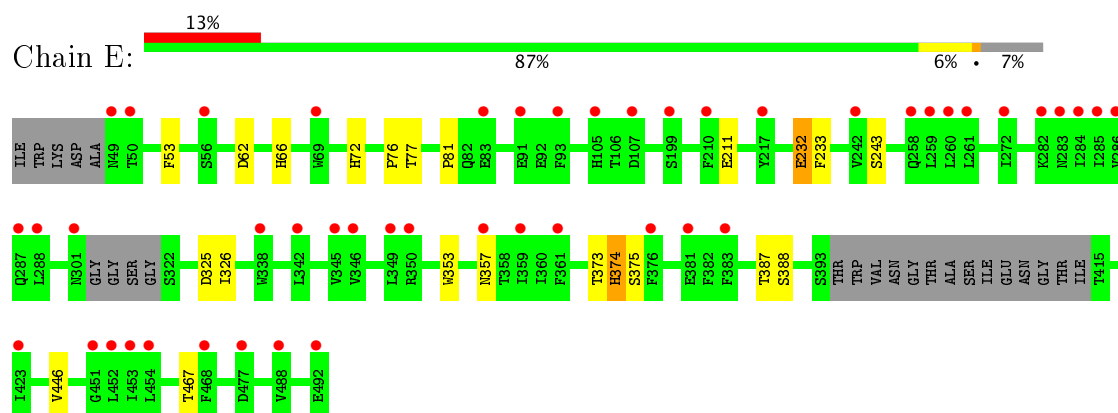 13%
Chain E:
87% 6% • 7%
ILE TRP LYS ASP ALA N49 T50 F53 S56 D62 H66 W69 H72 P76 T77 P81 Q82 E83 E91 E92 F93 H105 T106 D107 S199 F210 E211 Y217 E232 F233 V242 S243 Q258 L259 L260 L261 I272 K282 N283 I284 I285 V286
Q287 L288 N301 GLY GLY SER GLY S322 D325 I326 W338 L342 V345 V346 L349 R350 W353 N357 T358 I359 I360 F361 T373 H374 S375 F376 E381 F382 F383 T387 S388 S393 THR TRP VAL ASN GLY THR ALA SER ILE GLU ASN GLY THR ILE T415
I423 V446 G451 L452 I453 L454 T467 F468 D477 V488 E492